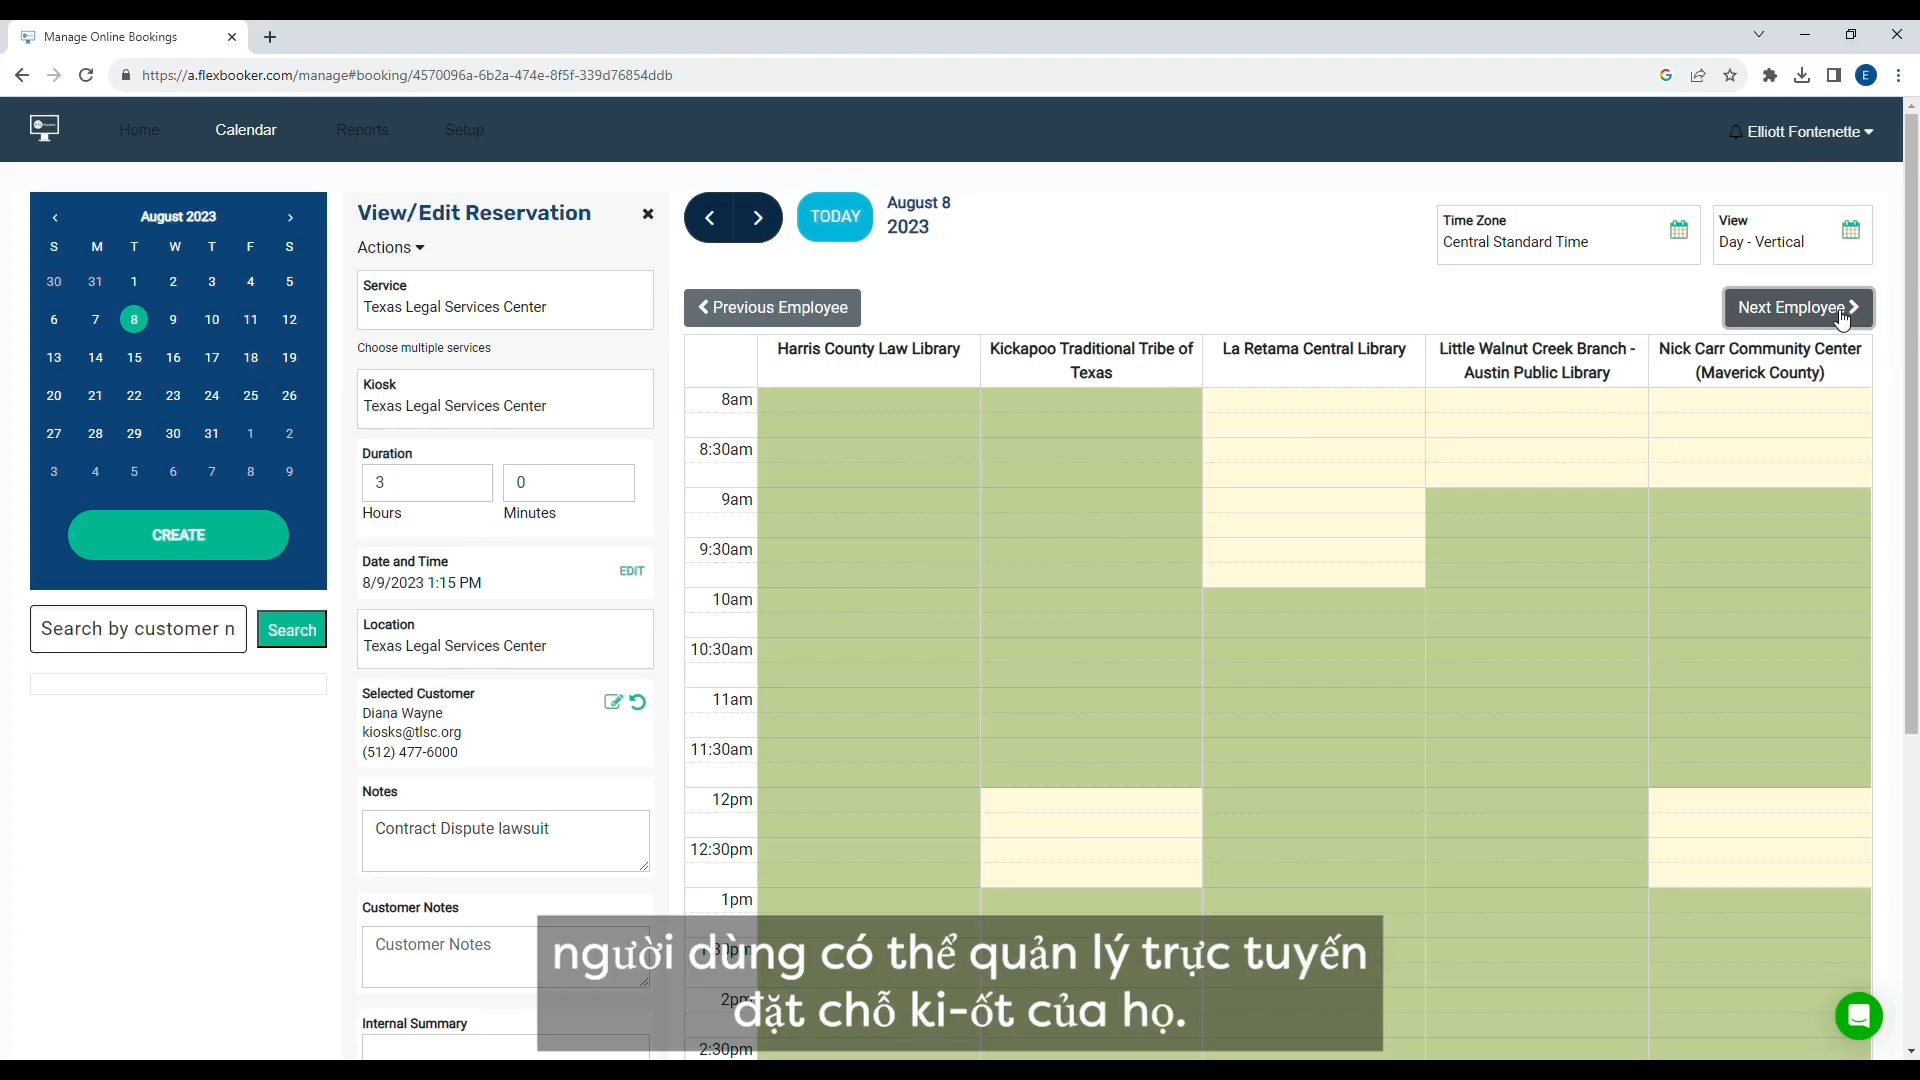 Manage Online Bookings
https://a.flexbooker.com/manage#booking/4570096a-6b2a-474e-8f5f-339d76854ddb
E
Home
Calendar
Reports
Setup
Elliott Fontenette
August 2023
S M T W T F S
30 31 1 2 3 4 5
6 7 8 9 10 11 12
13 14 15 16 17 18 19
20 21 22 23 24 25 26
27 28 29 30 31 1 2
3 4 5 6 7 8 9
CREATE
Search by customer n
Search
View/Edit Reservation
Actions
Service
Texas Legal Services Center
Choose multiple services
Kiosk
Texas Legal Services Center
Duration
3 0
Hours Minutes
Date and Time
8/9/2023 1:15 PM
EDIT
Location
Texas Legal Services Center
Selected Customer
Diana Wayne
kiosks@tlsc.org
(512) 477-6000
Notes
Contract Dispute lawsuit
Customer Notes
Customer Notes
Internal Summary
TODAY
August 8
2023
Time Zone
Central Standard Time
View
Day - Vertical
Previous Employee
Next Employee
Harris County Law Library
Kickapoo Traditional Tribe of
Texas
La Retama Central Library
Little Walnut Creek Branch -
Austin Public Library
Nick Carr Community Center
(Maverick County)
8am
8:30am
9am
9:30am
10am
10:30am
11am
11:30am
12pm
12:30pm
1pm
2:30pm
người dùng có thể quản lý trực tuyến
đặt chỗ ki-ốt của họ.